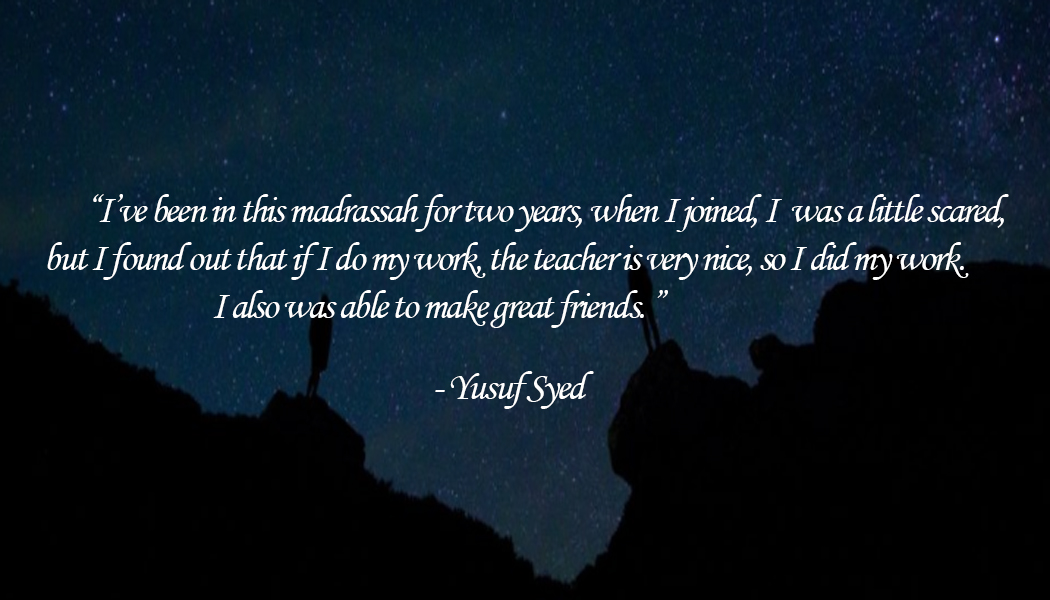 “I’ve been in this madrassah for two years, when I joined, I was a little scared,
but I found out that if I do my work, the teacher is very nice, so I did my work.
I also was able to make great friends. ”
- Yusuf Syed